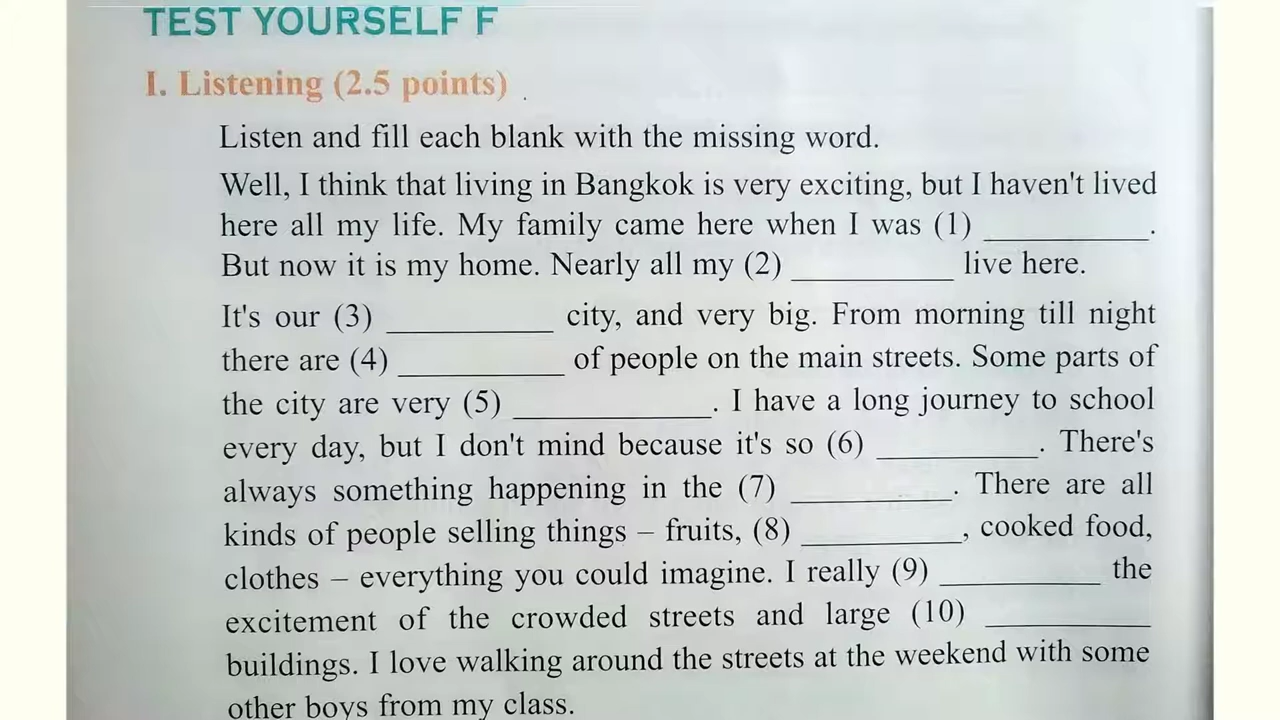 TEST YOURSELF F
I. Listening (2.5 points)
Listen and fill each blank with the missing word.
Well, I think that living in Bangkok is very exciting, but I haven't lived
here all my life. My family came here when I was (1) __________.
But now it is my home. Nearly all my (2) __________ live here.
It's our (3) __________ city, and very big. From morning till night
there are (4) __________ of people on the main streets. Some parts of
the city are very (5) ____________. I have a long journey to school
every day, but I don't mind because it's so (6) __________. There's
always something happening in the (7) __________. There are all
kinds of people selling things – fruits, (8) __________, cooked food,
clothes – everything you could imagine. I really (9) __________ the
excitement of the crowded streets and large (10) __________
buildings. I love walking around the streets at the weekend with some
other boys from my class.